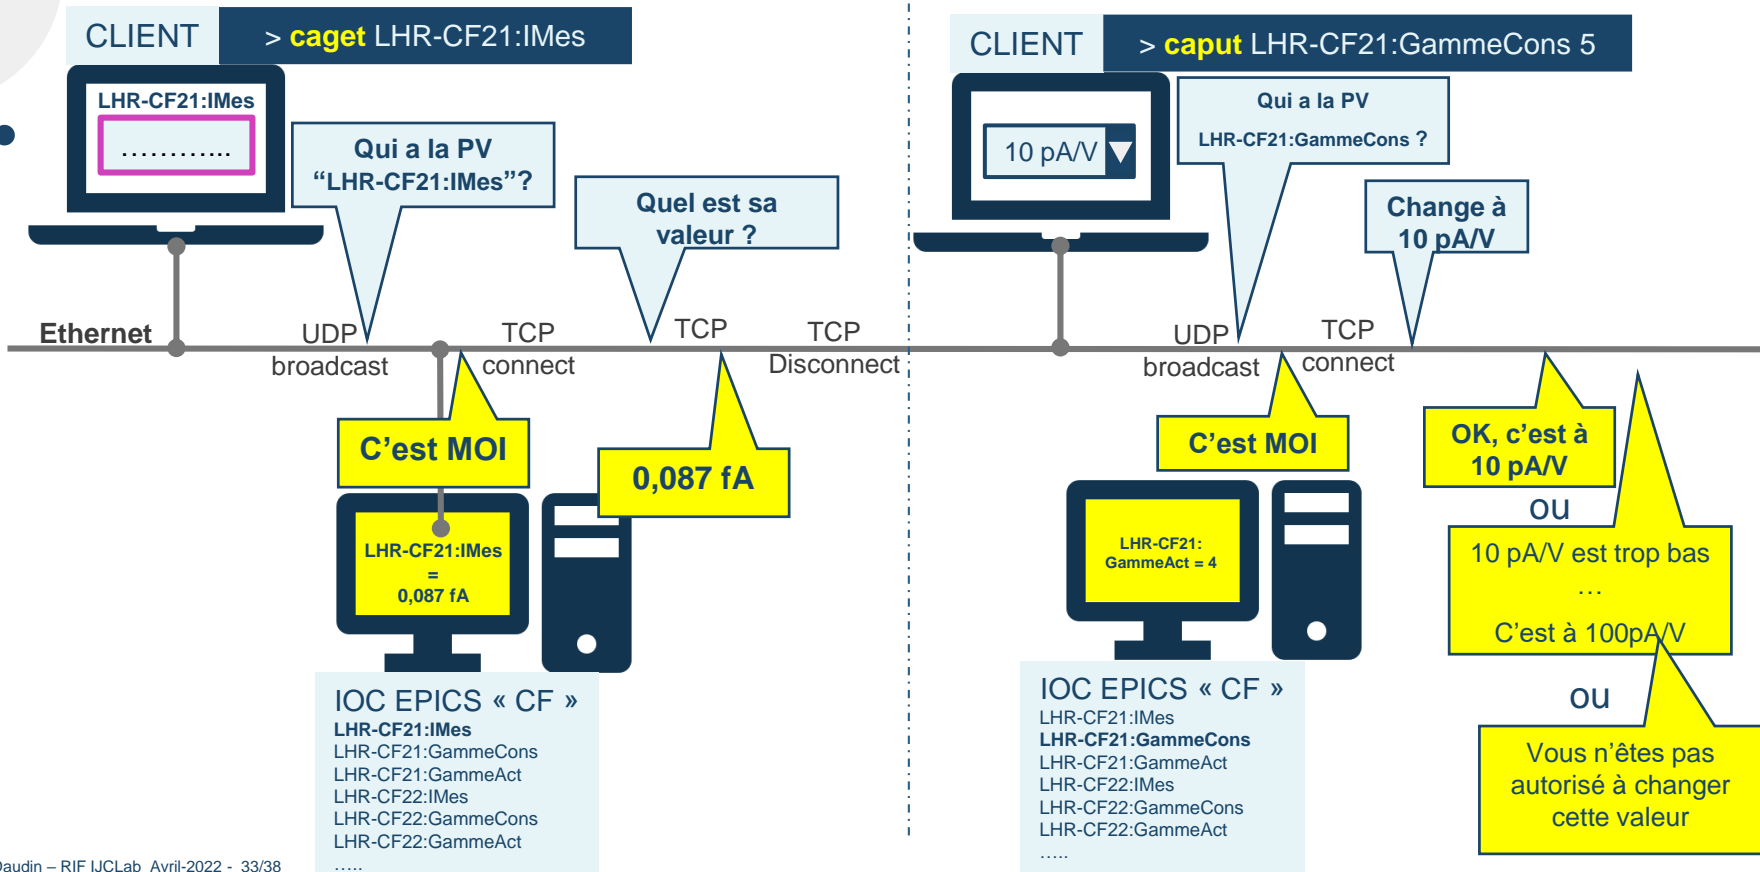 CLIENT
> caget LHR-CF21:IMes
LHR-CF21:IMes
………...
Qui a la PV
“LHR-CF21:IMes”?
Quel est sa
valeur ?
Ethernet
UDP
broadcast
TCP
connect
TCP
TCP
Disconnect
C’est MOI
0,087 fA
LHR-CF21:IMes
=
0,087 fA
IOC EPICS « CF »
LHR-CF21:IMes
LHR-CF21:GammeCons
LHR-CF21:GammeAct
LHR-CF22:IMes
LHR-CF22:GammeCons
LHR-CF22:GammeAct
…..
CLIENT
> caput LHR-CF21:GammeCons 5
10 pA/V
Qui a la PV
LHR-CF21:GammeCons ?
Change à
10 pA/V
UDP
broadcast
TCP
connect
C’est MOI
OK, c’est à
10 pA/V
ou
10 pA/V est trop bas
…
C’est à 100pA/V
ou
Vous n’êtes pas
autorisé à changer
cette valeur
LHR-CF21:
GammeAct = 4
IOC EPICS « CF »
LHR-CF21:IMes
LHR-CF21:GammeCons
LHR-CF21:GammeAct
LHR-CF22:IMes
LHR-CF22:GammeCons
LHR-CF22:GammeAct
…..
Daudin – RIF IJCLab Avril-2022 - 33/38